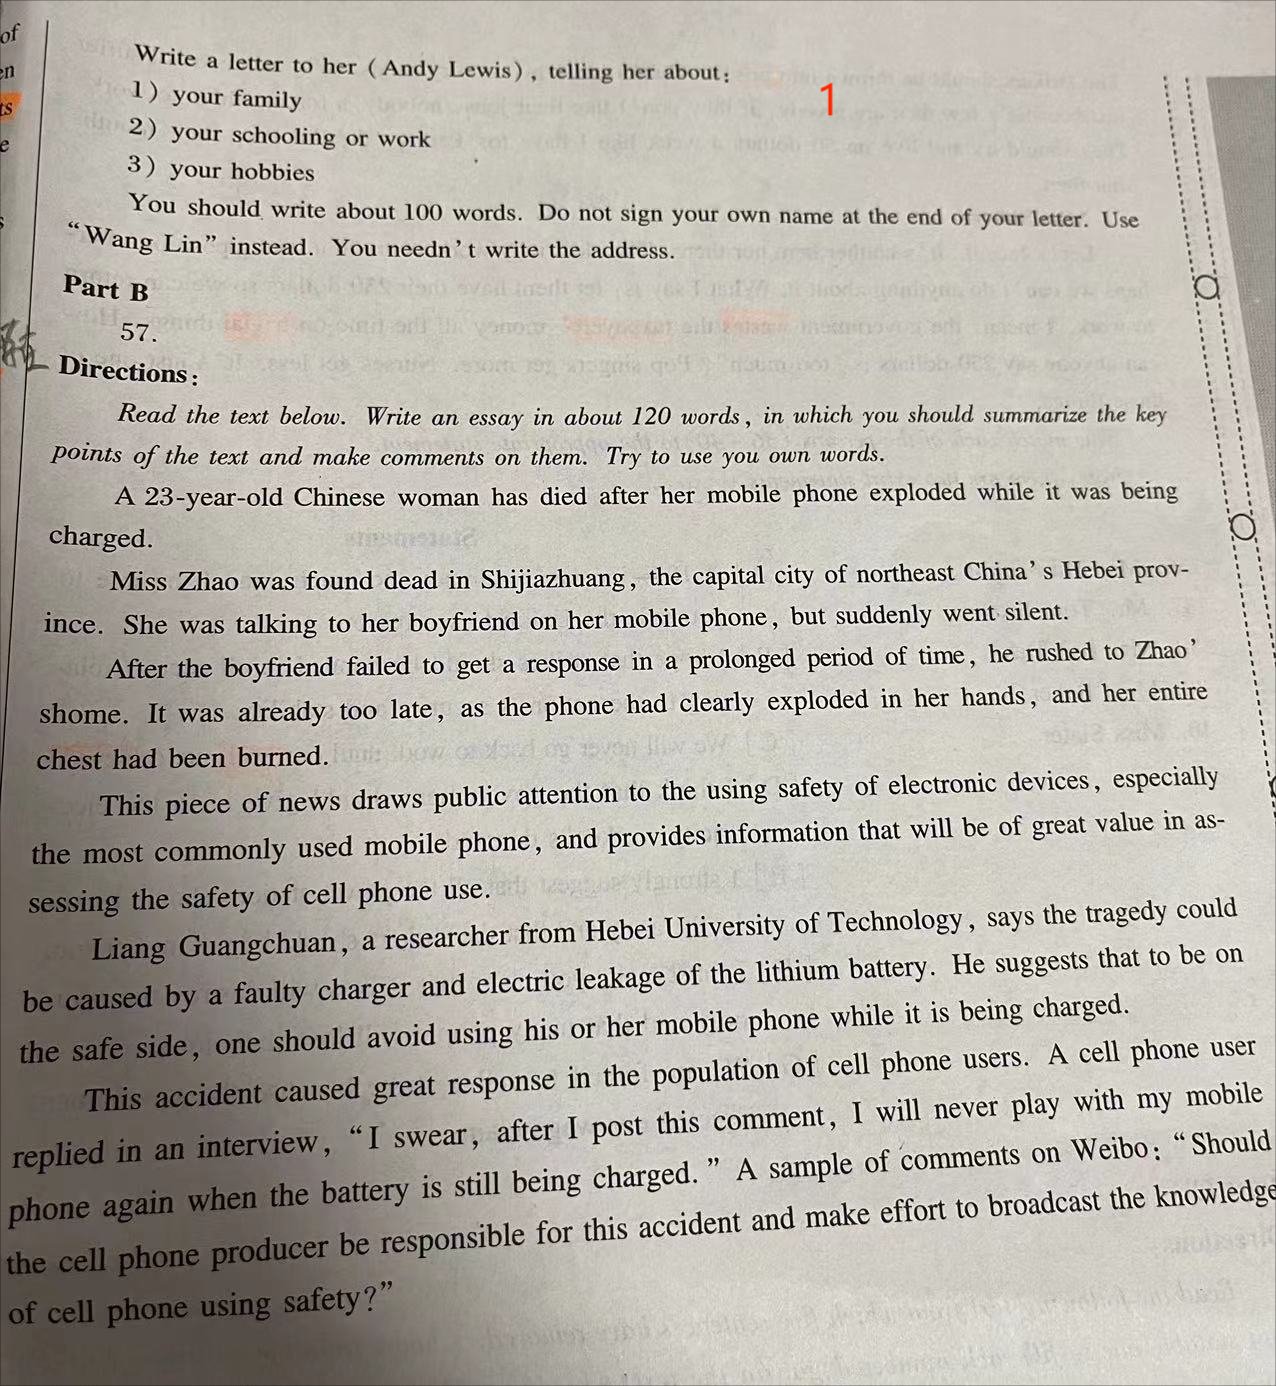 of
en
ts
e
s
Write a letter to her (Andy Lewis), telling her about:
1
1) your family
2) your schooling or work
3) your hobbies
You should write about 100 words. Do not sign your own name at the end of your letter. Use
“Wang Lin” instead. You needn’t write the address.
Part B
57.
Directions:
Read the text below. Write an essay in about 120 words, in which you should summarize the key
points of the text and make comments on them. Try to use you own words.
A 23-year-old Chinese woman has died after her mobile phone exploded while it was being
charged.
Miss Zhao was found dead in Shijiazhuang, the capital city of northeast China’s Hebei prov-
ince. She was talking to her boyfriend on her mobile phone, but suddenly went silent.
After the boyfriend failed to get a response in a prolonged period of time, he rushed to Zhao’
shome. It was already too late, as the phone had clearly exploded in her hands, and her entire
chest had been burned.
This piece of news draws public attention to the using safety of electronic devices, especially
the most commonly used mobile phone, and provides information that will be of great value in as-
sessing the safety of cell phone use.
Liang Guangchuan, a researcher from Hebei University of Technology, says the tragedy could
be caused by a faulty charger and electric leakage of the lithium battery. He suggests that to be on
the safe side, one should avoid using his or her mobile phone while it is being charged.
This accident caused great response in the population of cell phone users. A cell phone user
replied in an interview, “I swear, after I post this comment, I will never play with my mobile
phone again when the battery is still being charged.” A sample of comments on Weibo: “Should
the cell phone producer be responsible for this accident and make effort to broadcast the knowledge
of cell phone using safety?”